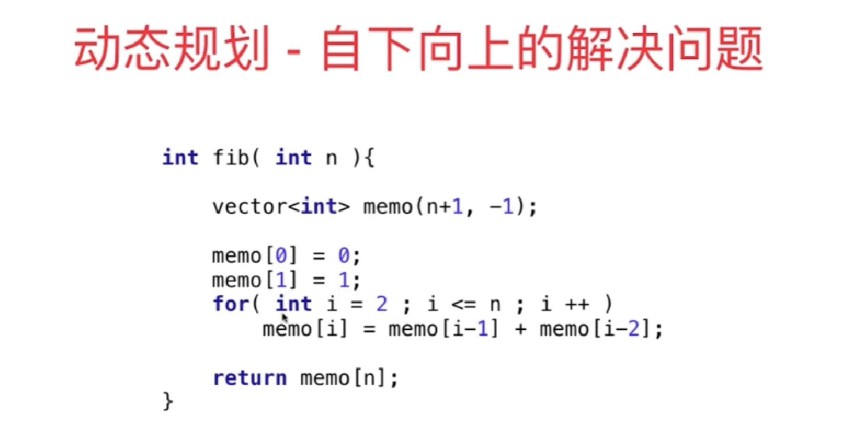 动态规划 - 自下向上的解决问题
int fib( int n ){
vector<int> memo(n+1, -1);
memo[0] = 0;
memo[1] = 1;
for( int i = 2 ; i <= n ; i ++ )
memo[i] = memo[i-1] + memo[i-2];
return memo[n];
}